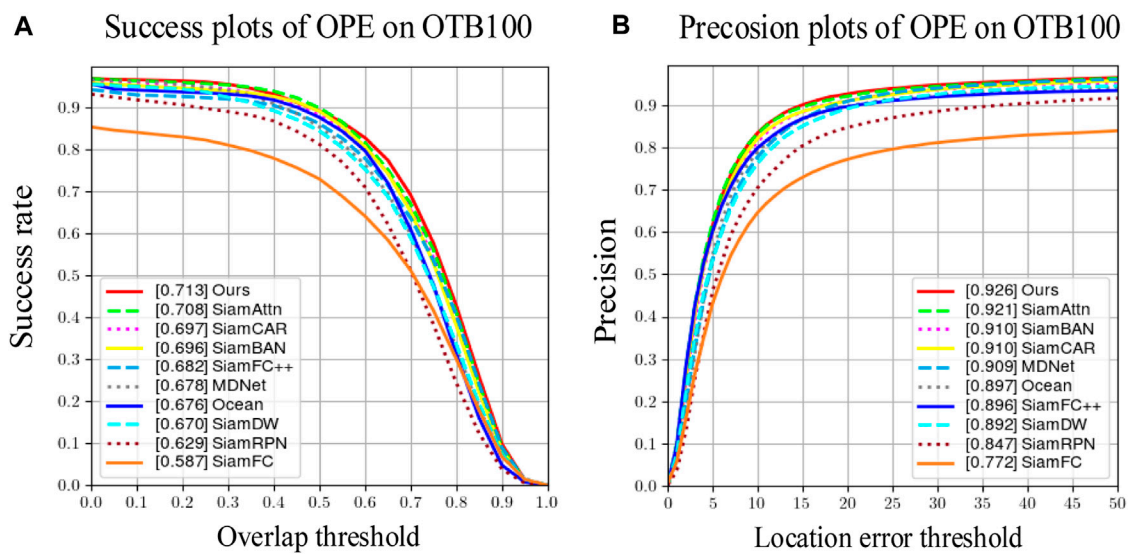 A
Success plots of OPE on OTB100
Success rate
0.9
0.8
0.7
0.6
0.5
0.4
0.3
0.2
0.1
0.0
[0.713] Ours
[0.708] SiamAttn
[0.697] SiamCAR
[0.696] SiamBAN
[0.682] SiamFC++
[0.678] MDNet
[0.676] Ocean
[0.670] SiamDW
[0.629] SiamRPN
[0.587] SiamFC
0.0 0.1 0.2 0.3 0.4 0.5 0.6 0.7 0.8 0.9 1.0
Overlap threshold
B
Precosion plots of OPE on OTB100
Precision
0.9
0.8
0.7
0.6
0.5
0.4
0.3
0.2
0.1
0.0
[0.926] Ours
[0.921] SiamAttn
[0.910] SiamBAN
[0.910] SiamCAR
[0.909] MDNet
[0.897] Ocean
[0.896] SiamFC++
[0.892] SiamDW
[0.847] SiamRPN
[0.772] SiamFC
0 5 10 15 20 25 30 35 40 45 50
Location error threshold